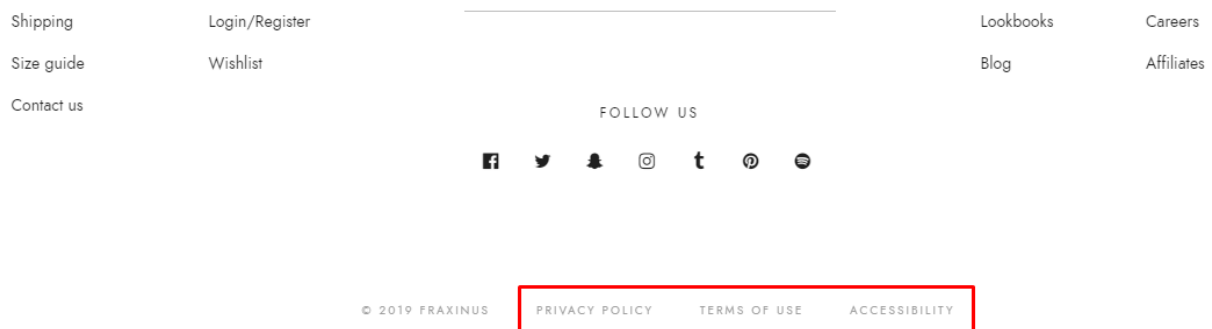 Shipping
Login/Register
Lookbooks
Careers
Size guide
Wishlist
Blog
Affiliates
Contact us
FOLLOW US
© 2019 FRAXINUS
PRIVACY POLICY
TERMS OF USE
ACCESSIBILITY